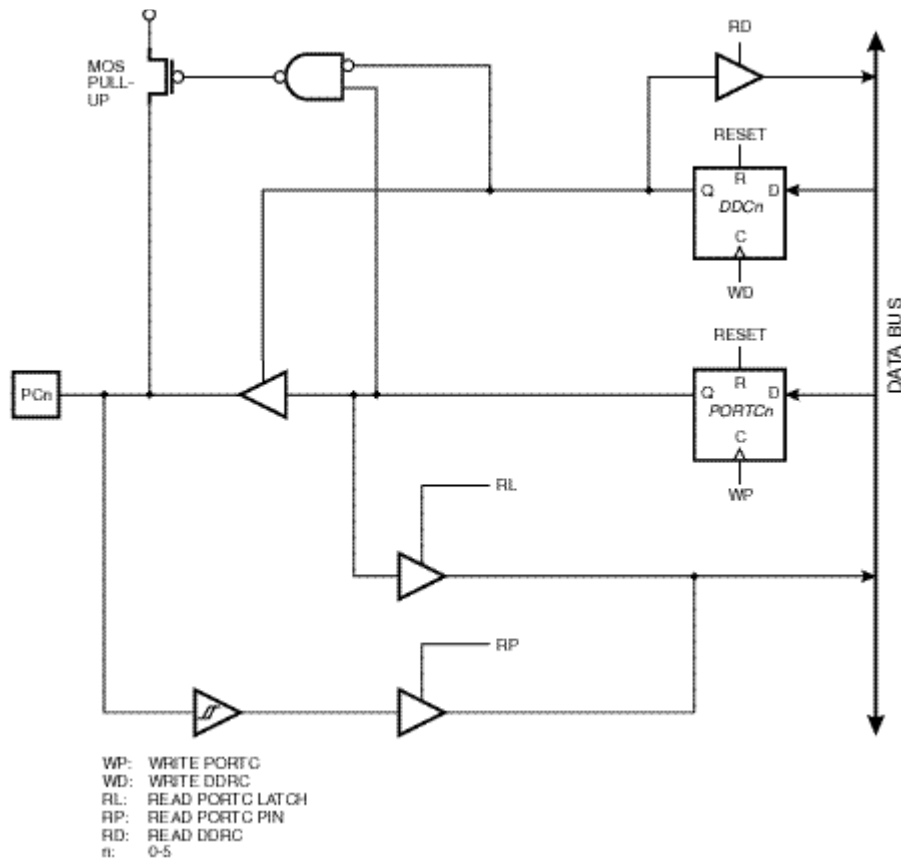 RD
MOS
PULL-
UP
RESET
R
Q
D
DDCn
C
WD
DATA BUS
RESET
PCn
R
Q
D
PORTCn
C
WP
RL
RP
WP: WRITE PORTC
WD: WRITE DDRC
RL: READ PORTC LATCH
RP: READ PORTC PIN
RD: READ DDRC
n: 0-5